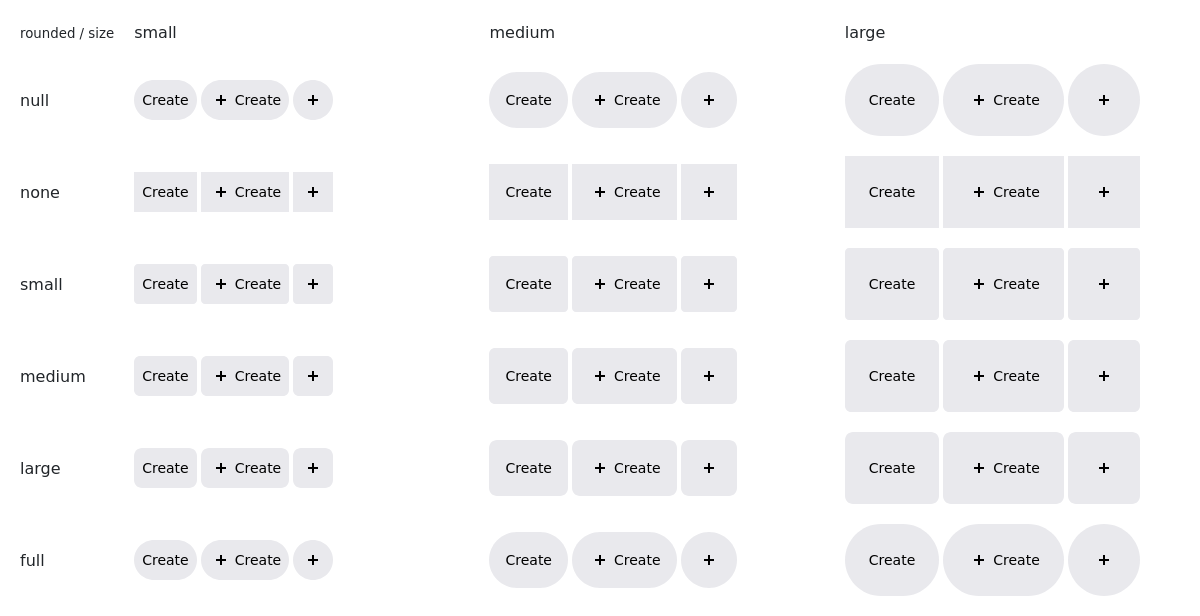 rounded / size small medium large
null Create + Create + Create + Create + Create + Create +
none Create + Create + Create + Create + Create + Create +
small Create + Create + Create + Create + Create + Create +
medium Create + Create + Create + Create + Create + Create +
large Create + Create + Create + Create + Create + Create +
full Create + Create + Create + Create + Create + Create +